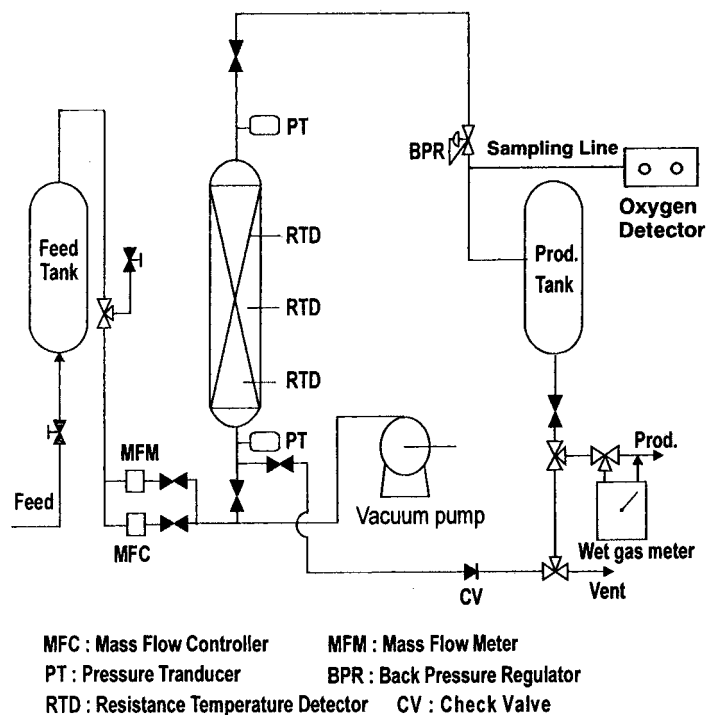 PT
BPR
Sampling Line
Oxygen
Detector
Feed
Tank
RTD
Prod.
Tank
RTD
RTD
PT
MFM
Feed
MFC
Vacuum pump
Prod.
Wet gas meter
CV
Vent
MFC : Mass Flow Controller
MFM : Mass Flow Meter
PT : Pressure Tranducer
BPR : Back Pressure Regulator
RTD : Resistance Temperature Detector
CV : Check Valve